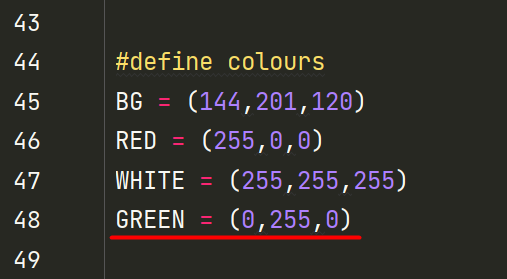 43
44 #define colours
45 BG = (144,201,120)
46 RED = (255,0,0)
47 WHITE = (255,255,255)
48 GREEN = (0,255,0)
49